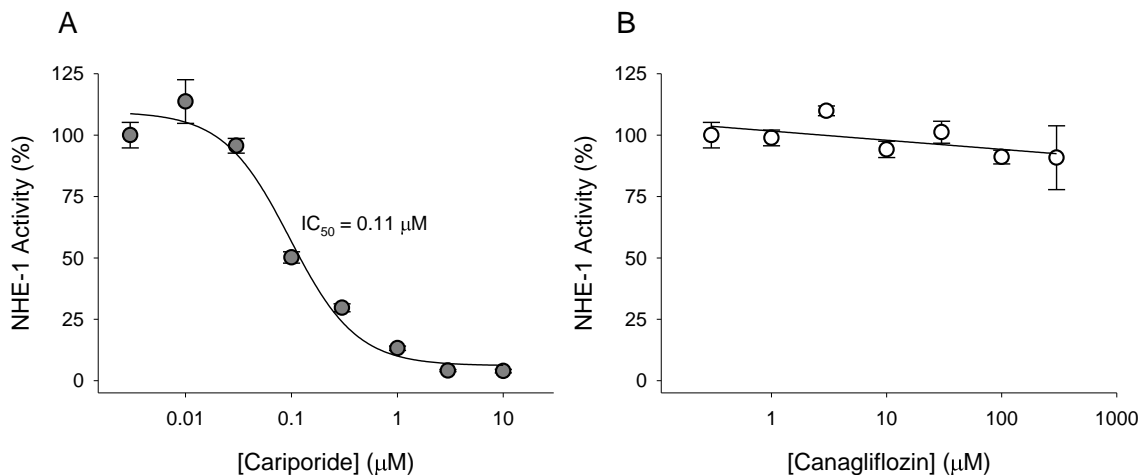 A
NHE-1 Activity (%)
125
100
75
50
25
0
IC50 = 0.11 μM
0.01 0.1 1 10
[Cariporide] (μM)
B
NHE-1 Activity (%)
125
100
75
50
25
0
1 10 100 1000
[Canagliflozin] (μM)